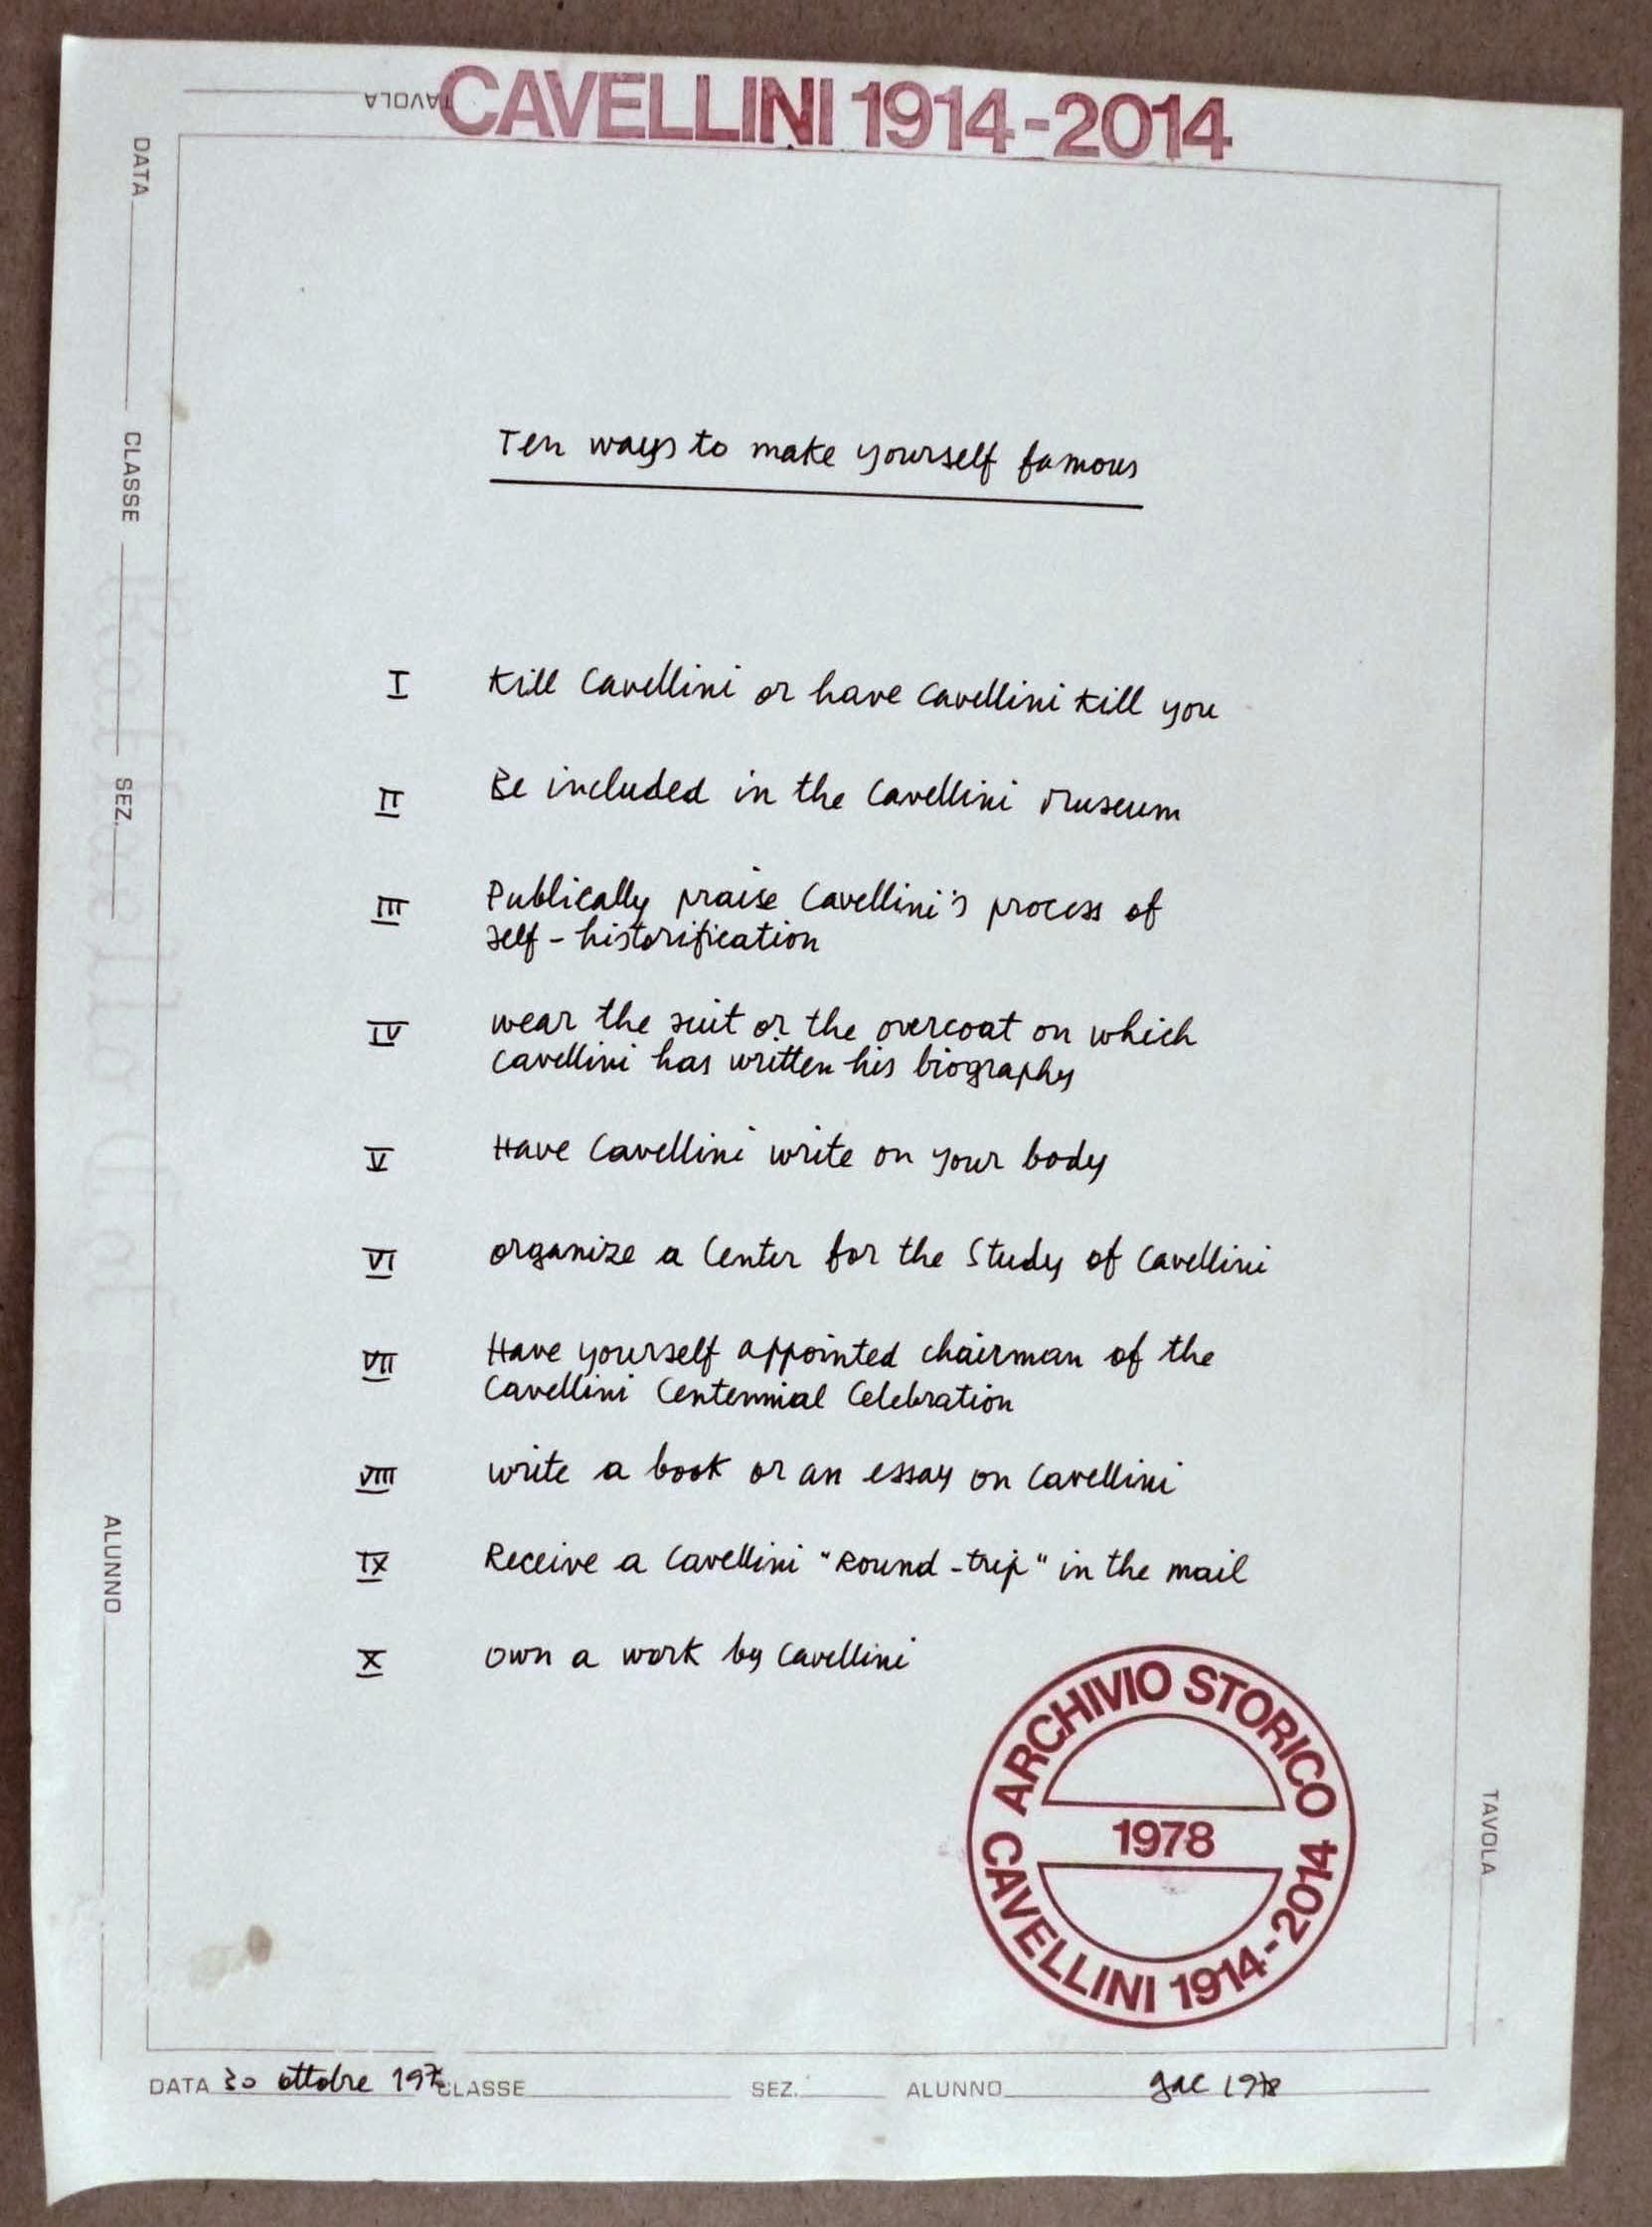 TAVOLA
CAVELLINI 1914-2014
DATA
CLASSE
SEZ.
ALUNNO
Ten ways to make yourself famous
I Kill Cavellini or have Cavellini kill you
II Be included in the Cavellini Museum
III Publically praise Cavellini's process of
self-historification
IV wear the suit or the overcoat on which
Cavellini has written his biography
V Have Cavellini write on your body
VI organize a Center for the Study of Cavellini
VII Have yourself appointed chairman of the
Cavellini Centennial Celebration
VIII write a book or an essay on Cavellini
IX Receive a Cavellini "Round-trip" in the mail
X own a work by Cavellini
ARCHIVIO STORICO
1978
CAVELLINI 1914-2014
TAVOLA
DATA 30 ottobre 197 CLASSE SEZ. ALUNNO gac 1978